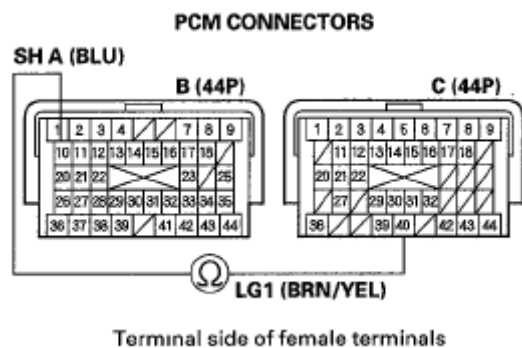 PCM CONNECTORS
SH A (BLU)
B (44P)
1 2 3 4 7 8 9
10 11 12 13 14 15 16 17 18
20 21 22 23 25
26 27 28 29 30 31 32 33 34 35
36 37 38 39 41 42 43 44
C (44P)
1 2 3 4 5 6 7 8 9
11 12 13 14 15 16 17 18
20 21 22
27 29 30 31 32
36 39 40 42 43 44
Ω
LG1 (BRN/YEL)
Terminal side of female terminals